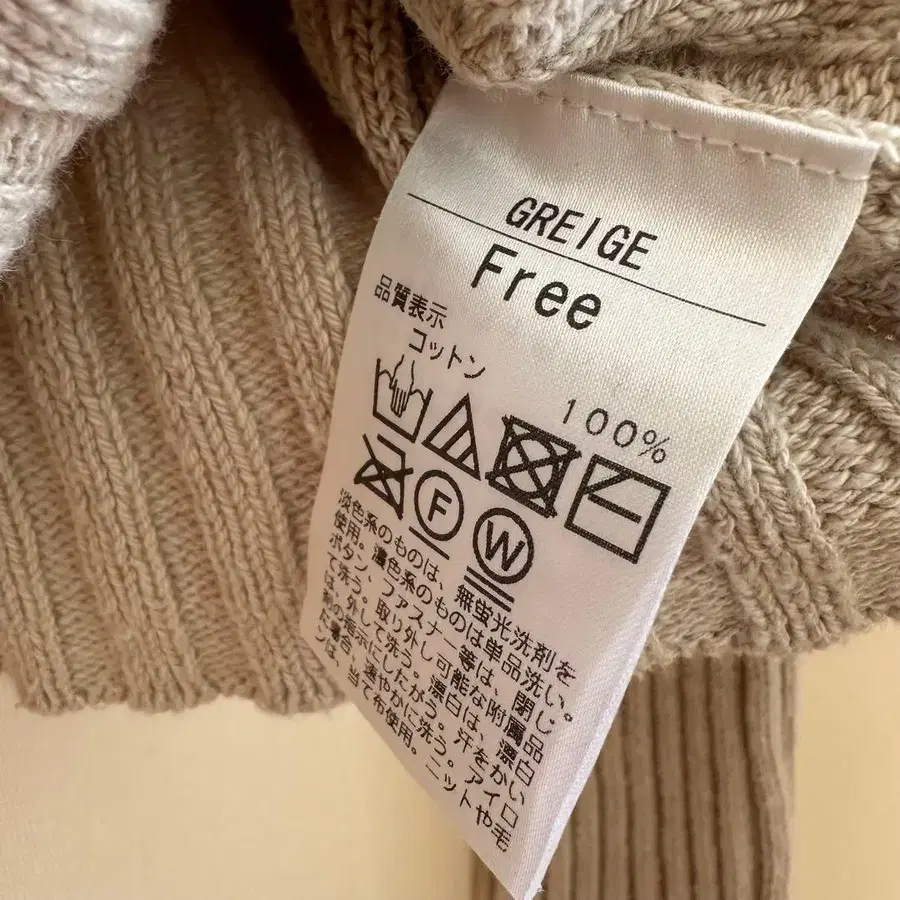 GREIGE
Free
品質表示
コットン 100%
F
W
淡色系のものは、無蛍光洗剤を
使用。濃色系のものは単品洗い。
ボタン、ファスナー等は、閉じ
て洗う。取り外し可能な附属品
は、外して洗う。漂白は、漂白
剤の指示にしたがう。汗をかい
た場合、速やかに洗う。アイロ
ンは、当て布使用。ニットや毛